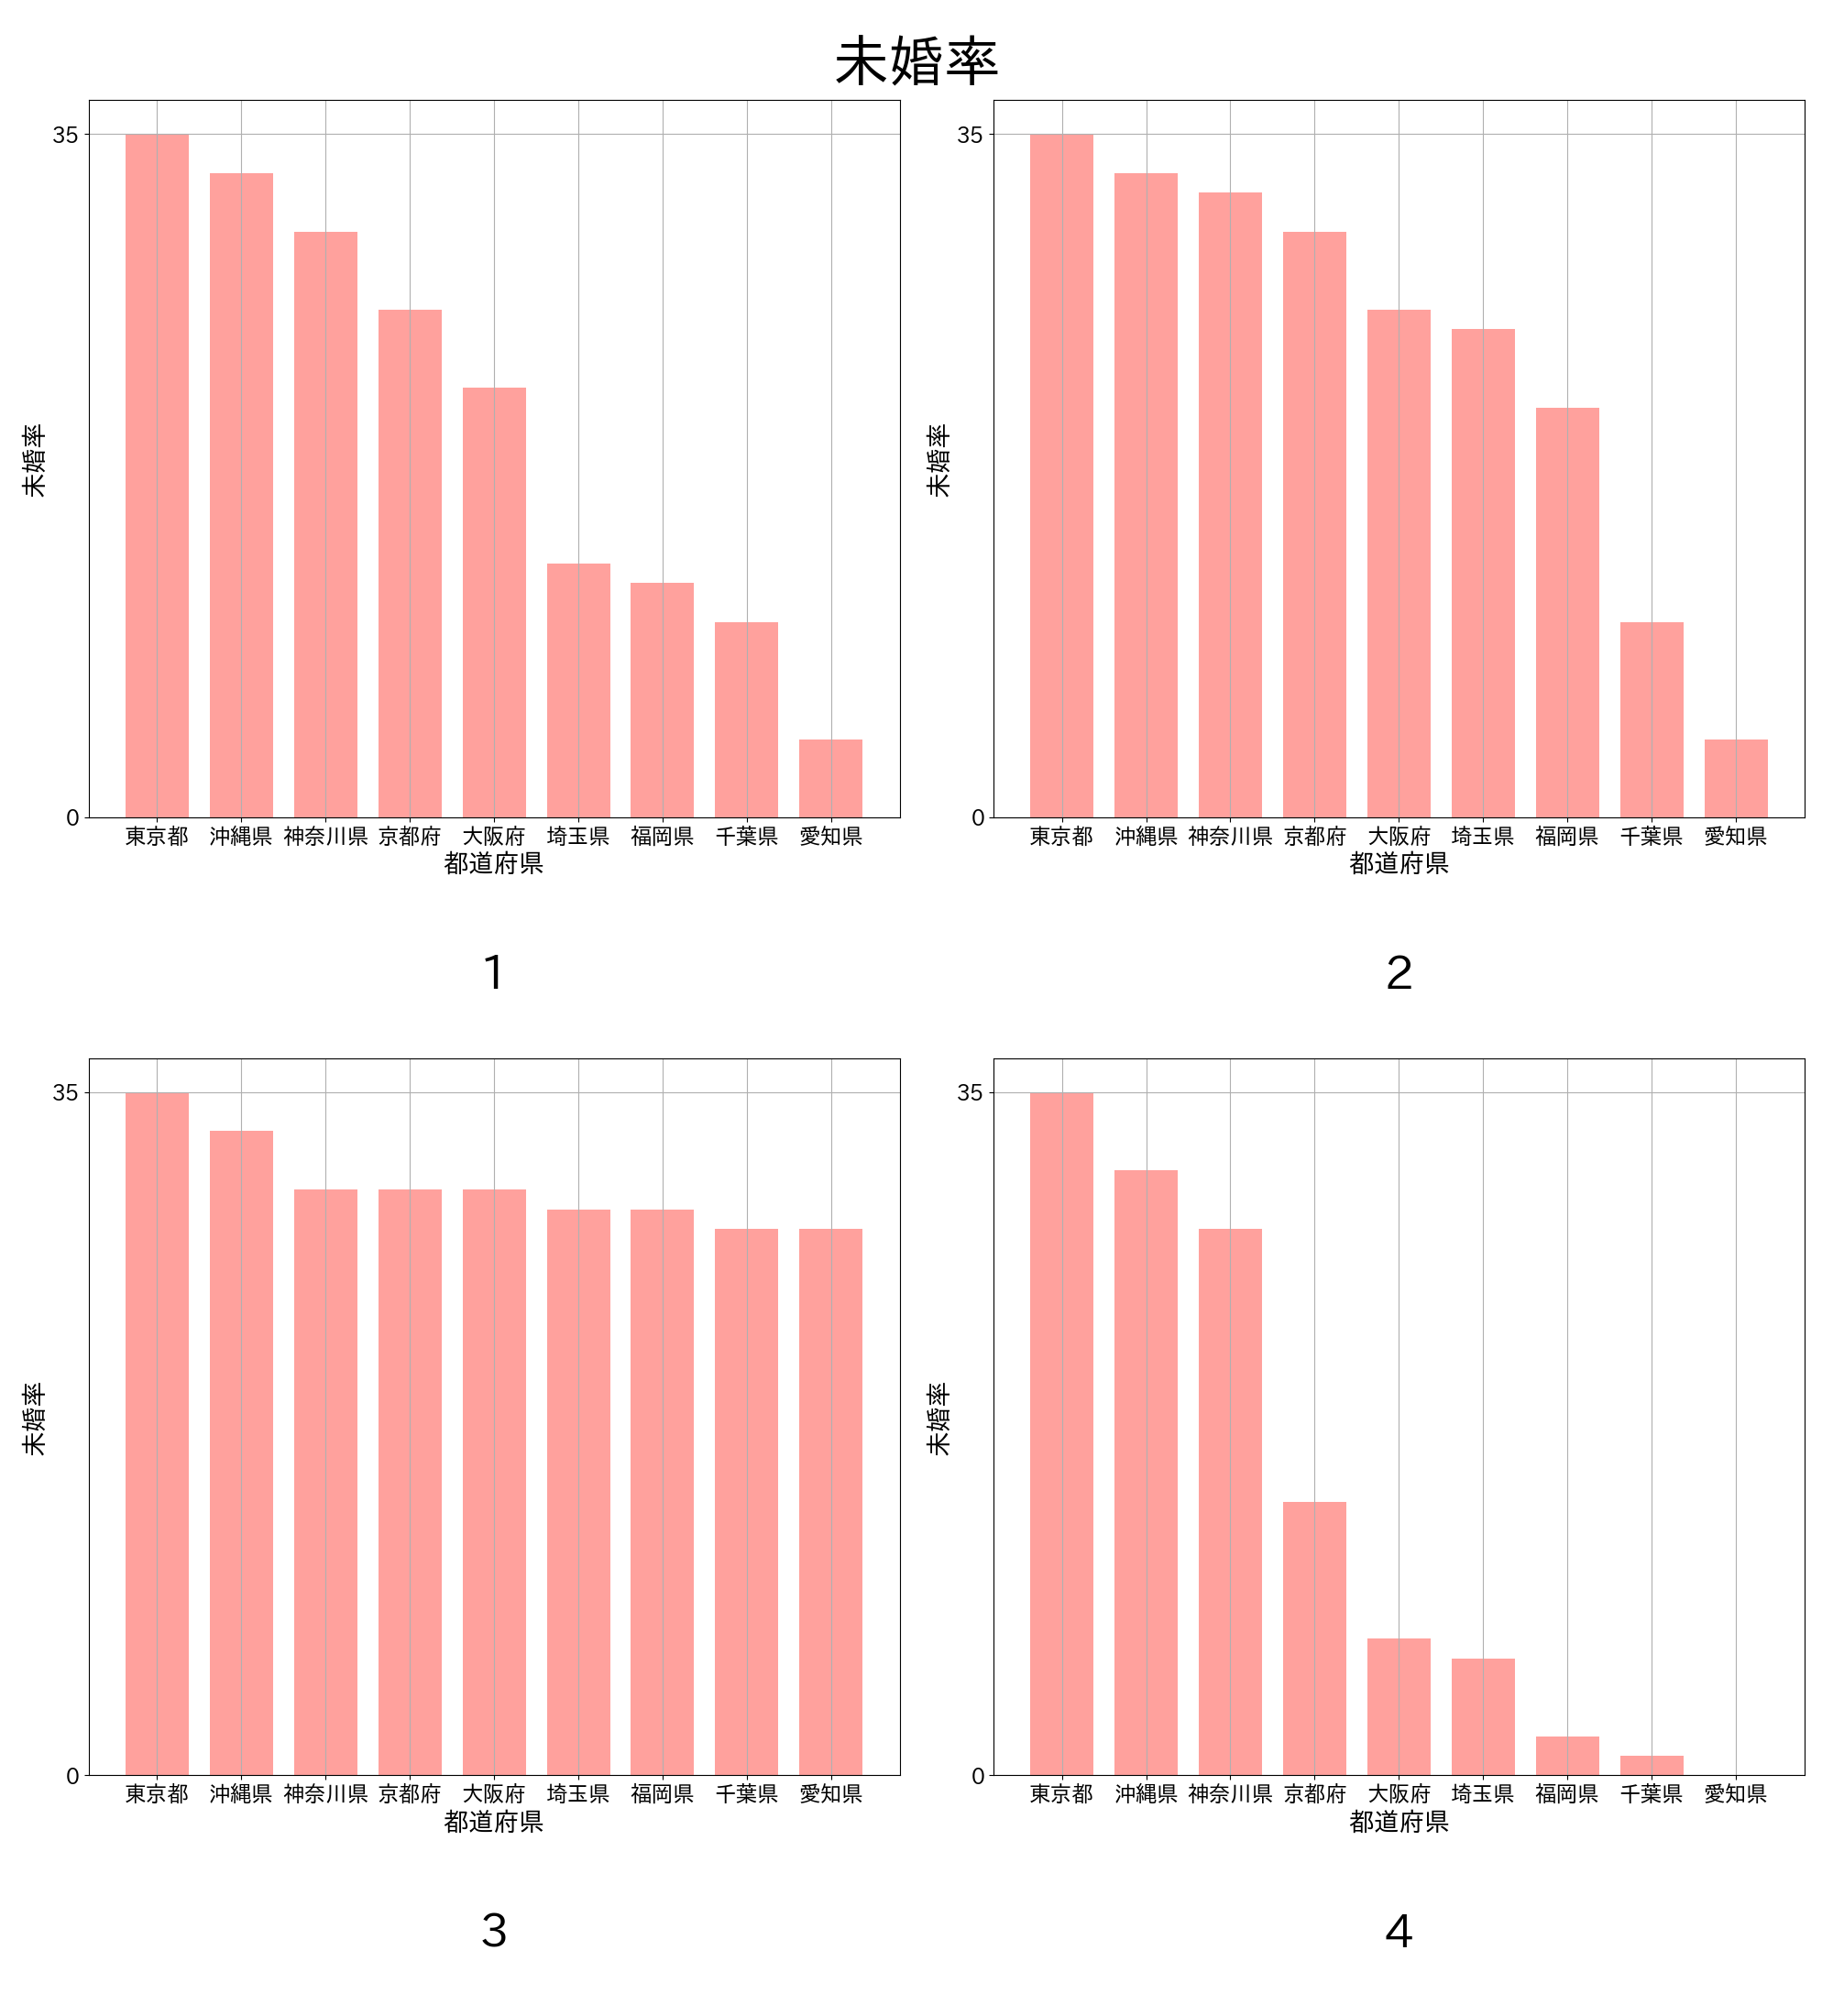 未婚率
35
0
未婚率
東京都 沖縄県 神奈川県 京都府 大阪府 埼玉県 福岡県 千葉県 愛知県
都道府県
1
35
0
未婚率
東京都 沖縄県 神奈川県 京都府 大阪府 埼玉県 福岡県 千葉県 愛知県
都道府県
2
35
0
未婚率
東京都 沖縄県 神奈川県 京都府 大阪府 埼玉県 福岡県 千葉県 愛知県
都道府県
3
35
0
未婚率
東京都 沖縄県 神奈川県 京都府 大阪府 埼玉県 福岡県 千葉県 愛知県
都道府県
4